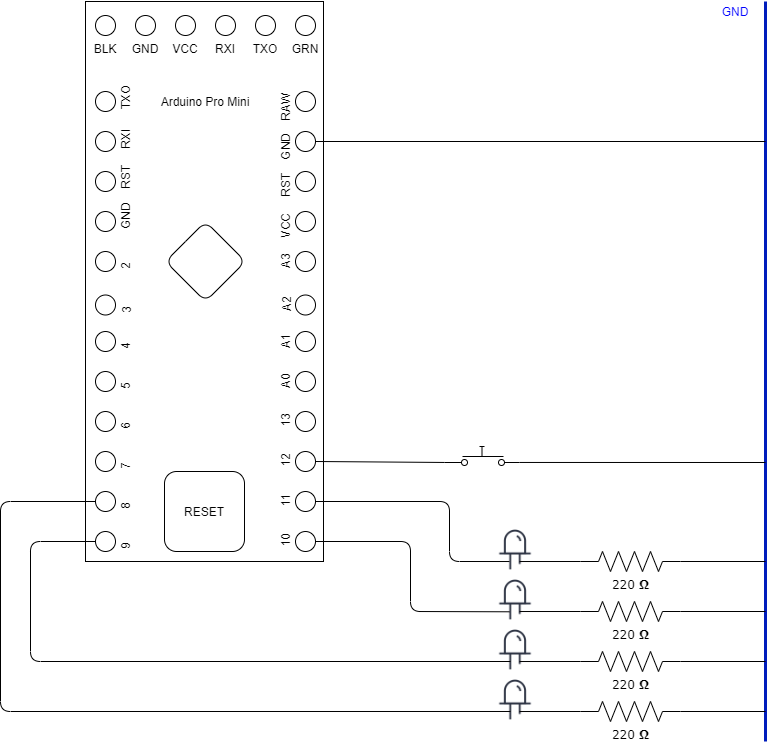 GND
BLK GND VCC RXI TXO GRN
Arduino Pro Mini
TXO
RXI
RST
GND
2
3
4
5
6
7
8
9
RAW
GND
RST
VCC
A3
A2
A1
A0
13
12
11
10
RESET
220 Ω
220 Ω
220 Ω
220 Ω